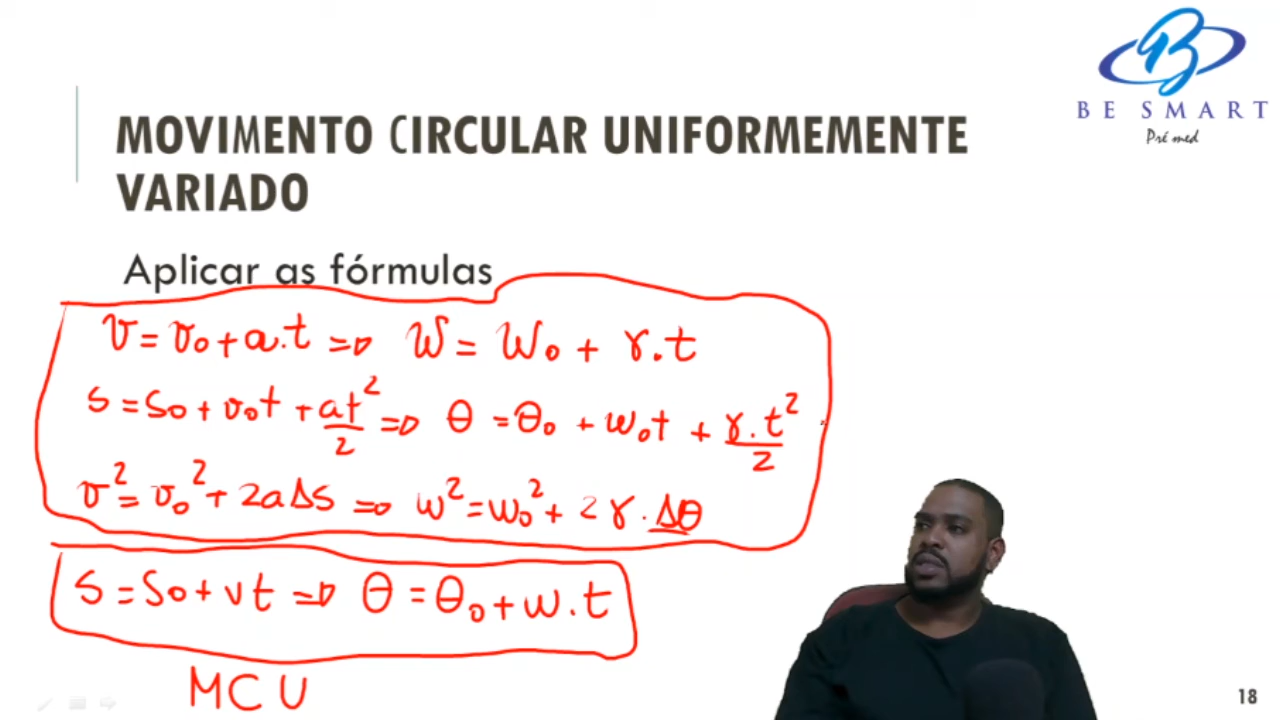 BE SMART
Pré med
MOVIMENTO CIRCULAR UNIFORMEMENTE
VARIADO
Aplicar as fórmulas
v = v₀ + a.t ⇒ W = W₀ + γ.t
S = S₀ + v₀t + at²/2 ⇒ θ = θ₀ + w₀t + γ.t²/2
v² = v₀² + 2aΔS ⇒ w² = w₀² + 2γ.Δθ
S = S₀ + vt ⇒ θ = θ₀ + w.t
MCU
18